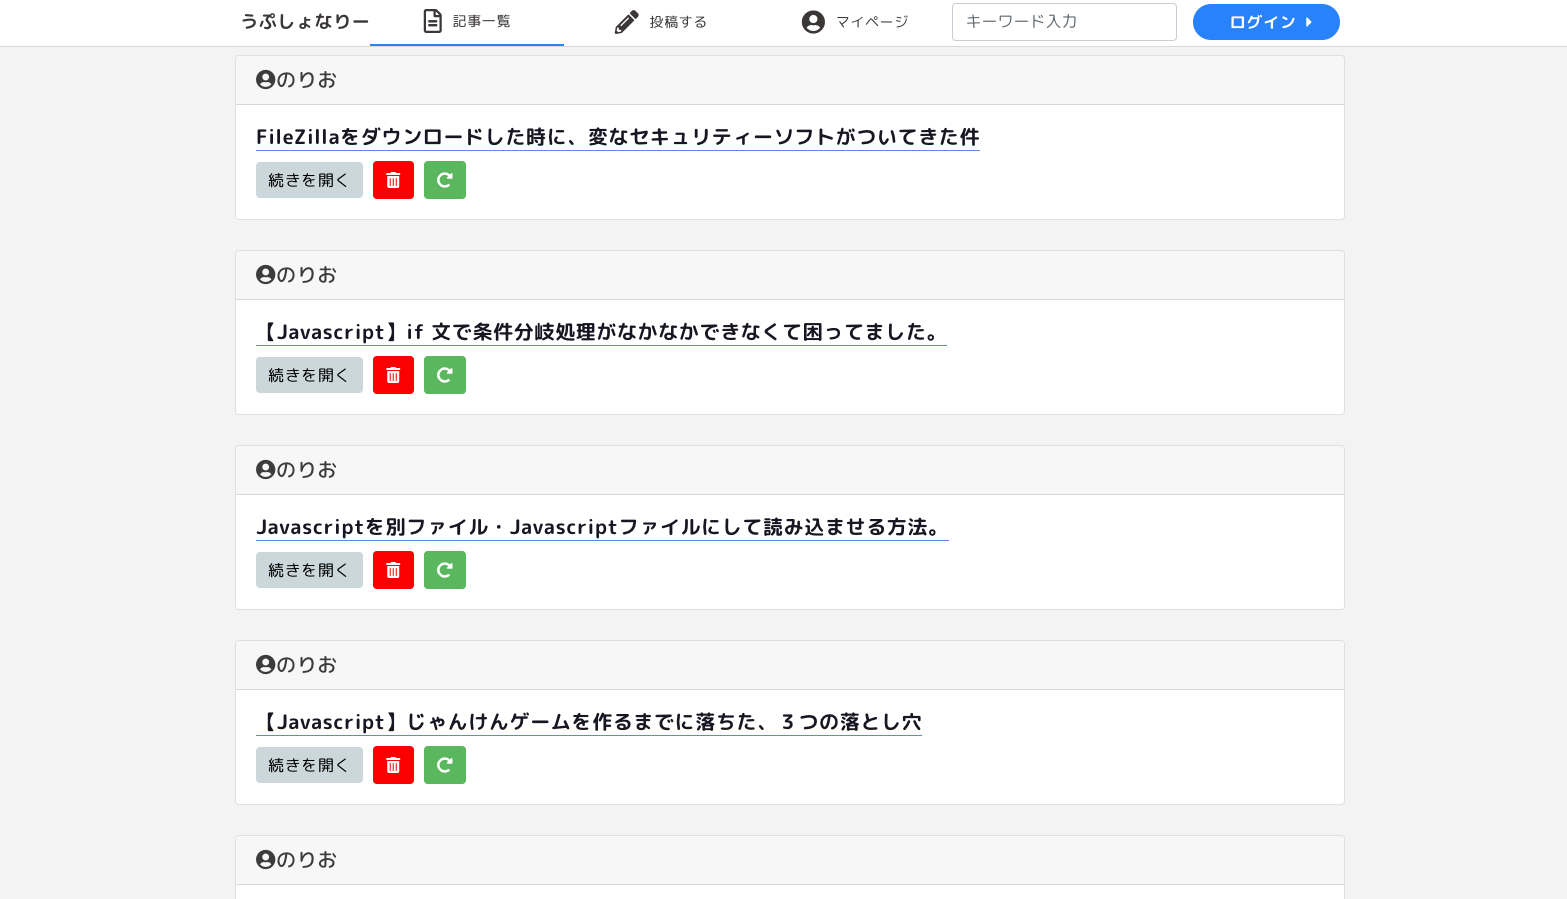 うぷしょなりー 記事一覧 投稿する マイページ キーワード入力 ログイン
のりお
FileZillaをダウンロードした時に、変なセキュリティーソフトがついてきた件
続きを開く
のりお
【Javascript】if 文で条件分岐処理がなかなかできなくて困ってました。
続きを開く
のりお
Javascriptを別ファイル・Javascriptファイルにして読み込ませる方法。
続きを開く
のりお
【Javascript】じゃんけんゲームを作るまでに落ちた、３つの落とし穴
続きを開く
のりお